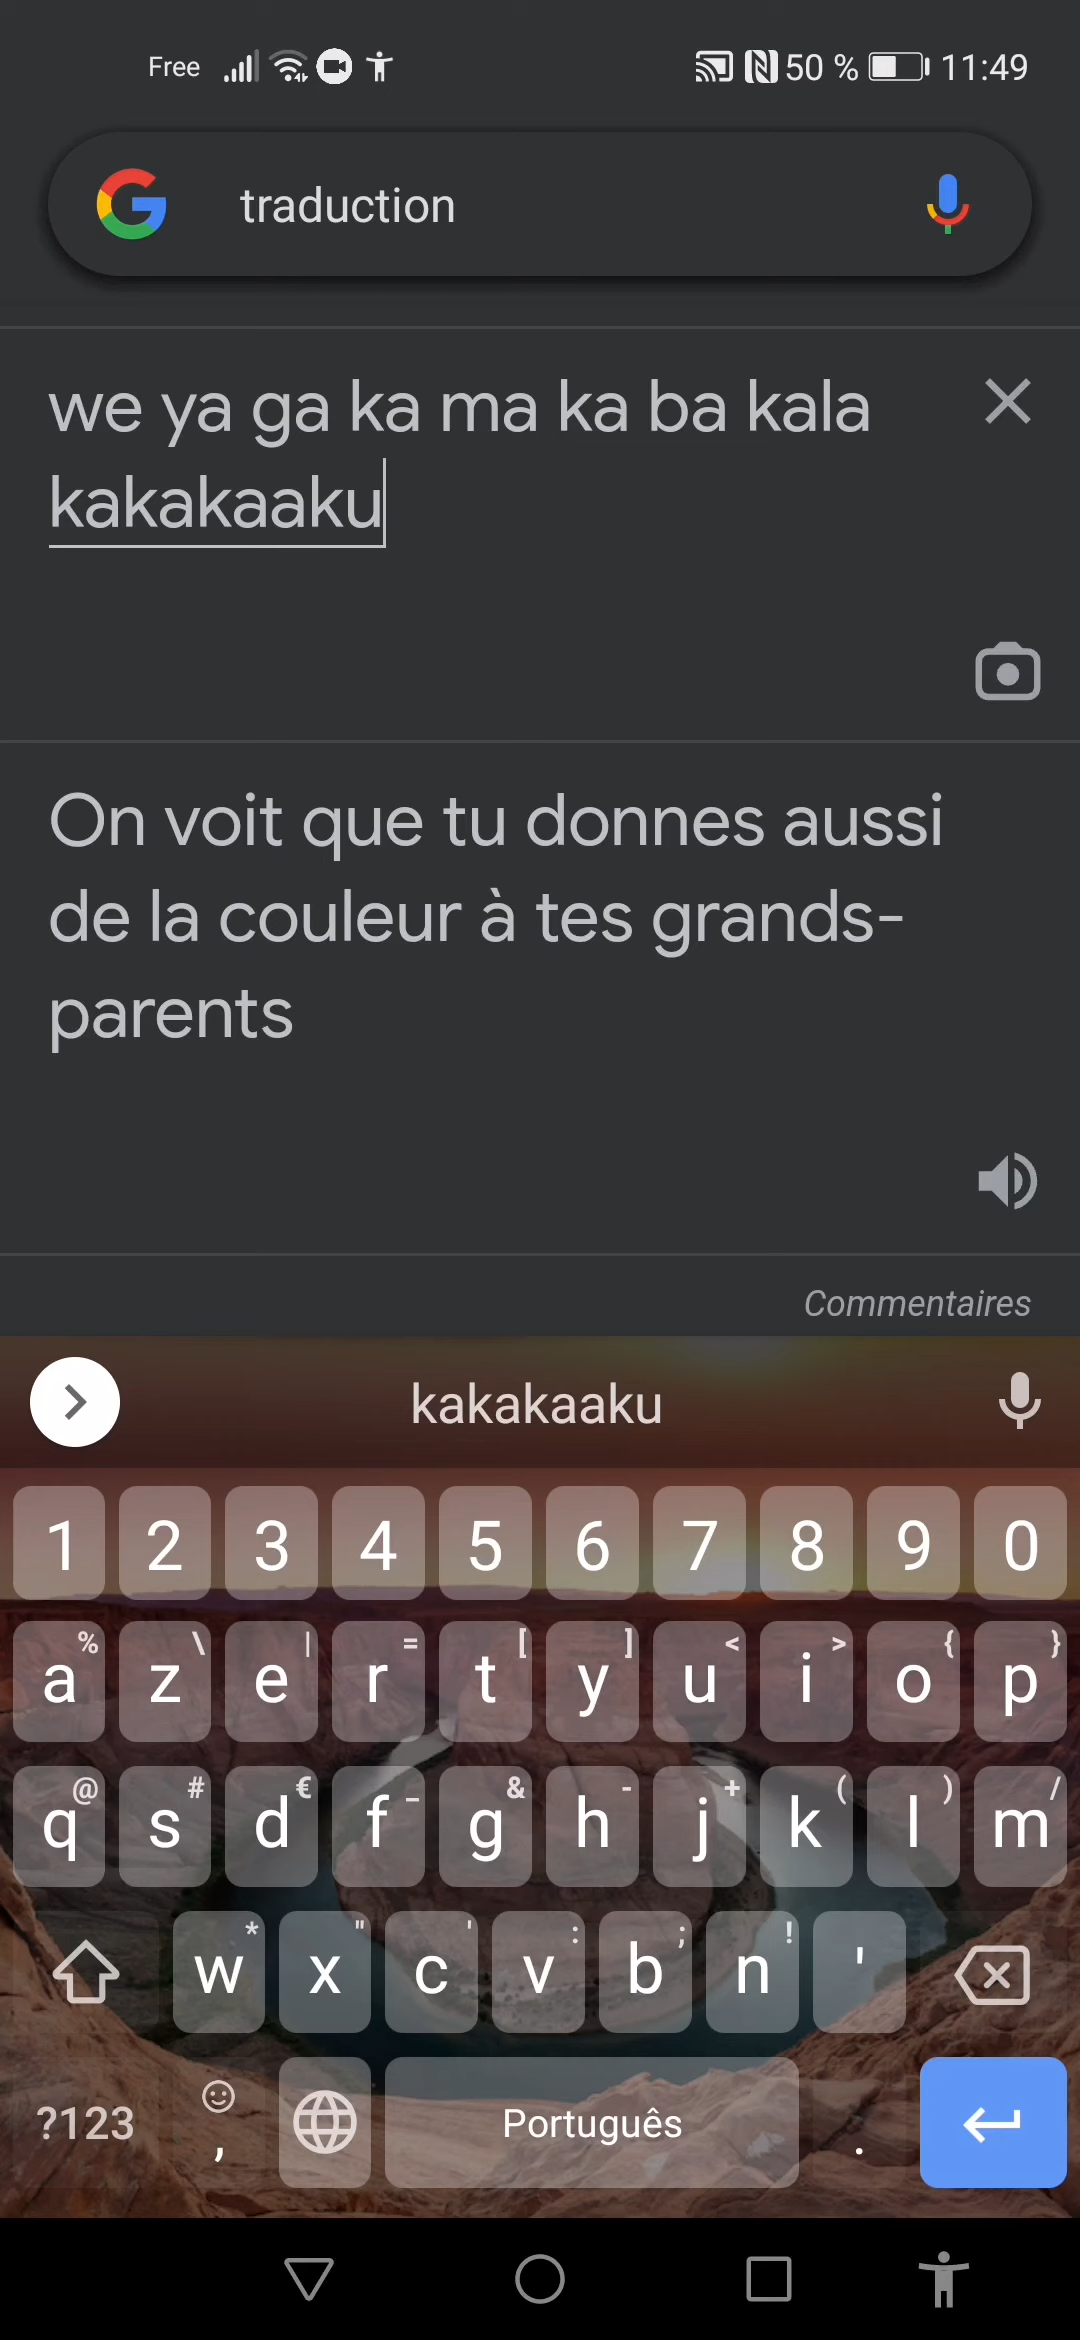 Free 50 % 11:49
traduction
we ya ga ka ma ka ba kala
kakakaaku
On voit que tu donnes aussi
de la couleur à tes grands-
parents
Commentaires
kakakaaku
1 2 3 4 5 6 7 8 9 0
% \ | = [ ] < > { }
a z e r t y u i o p
@ # € _ & - + ( ) /
q s d f g h j k l m
* " ' : ; !
w x c v b n '
?123 , Português .